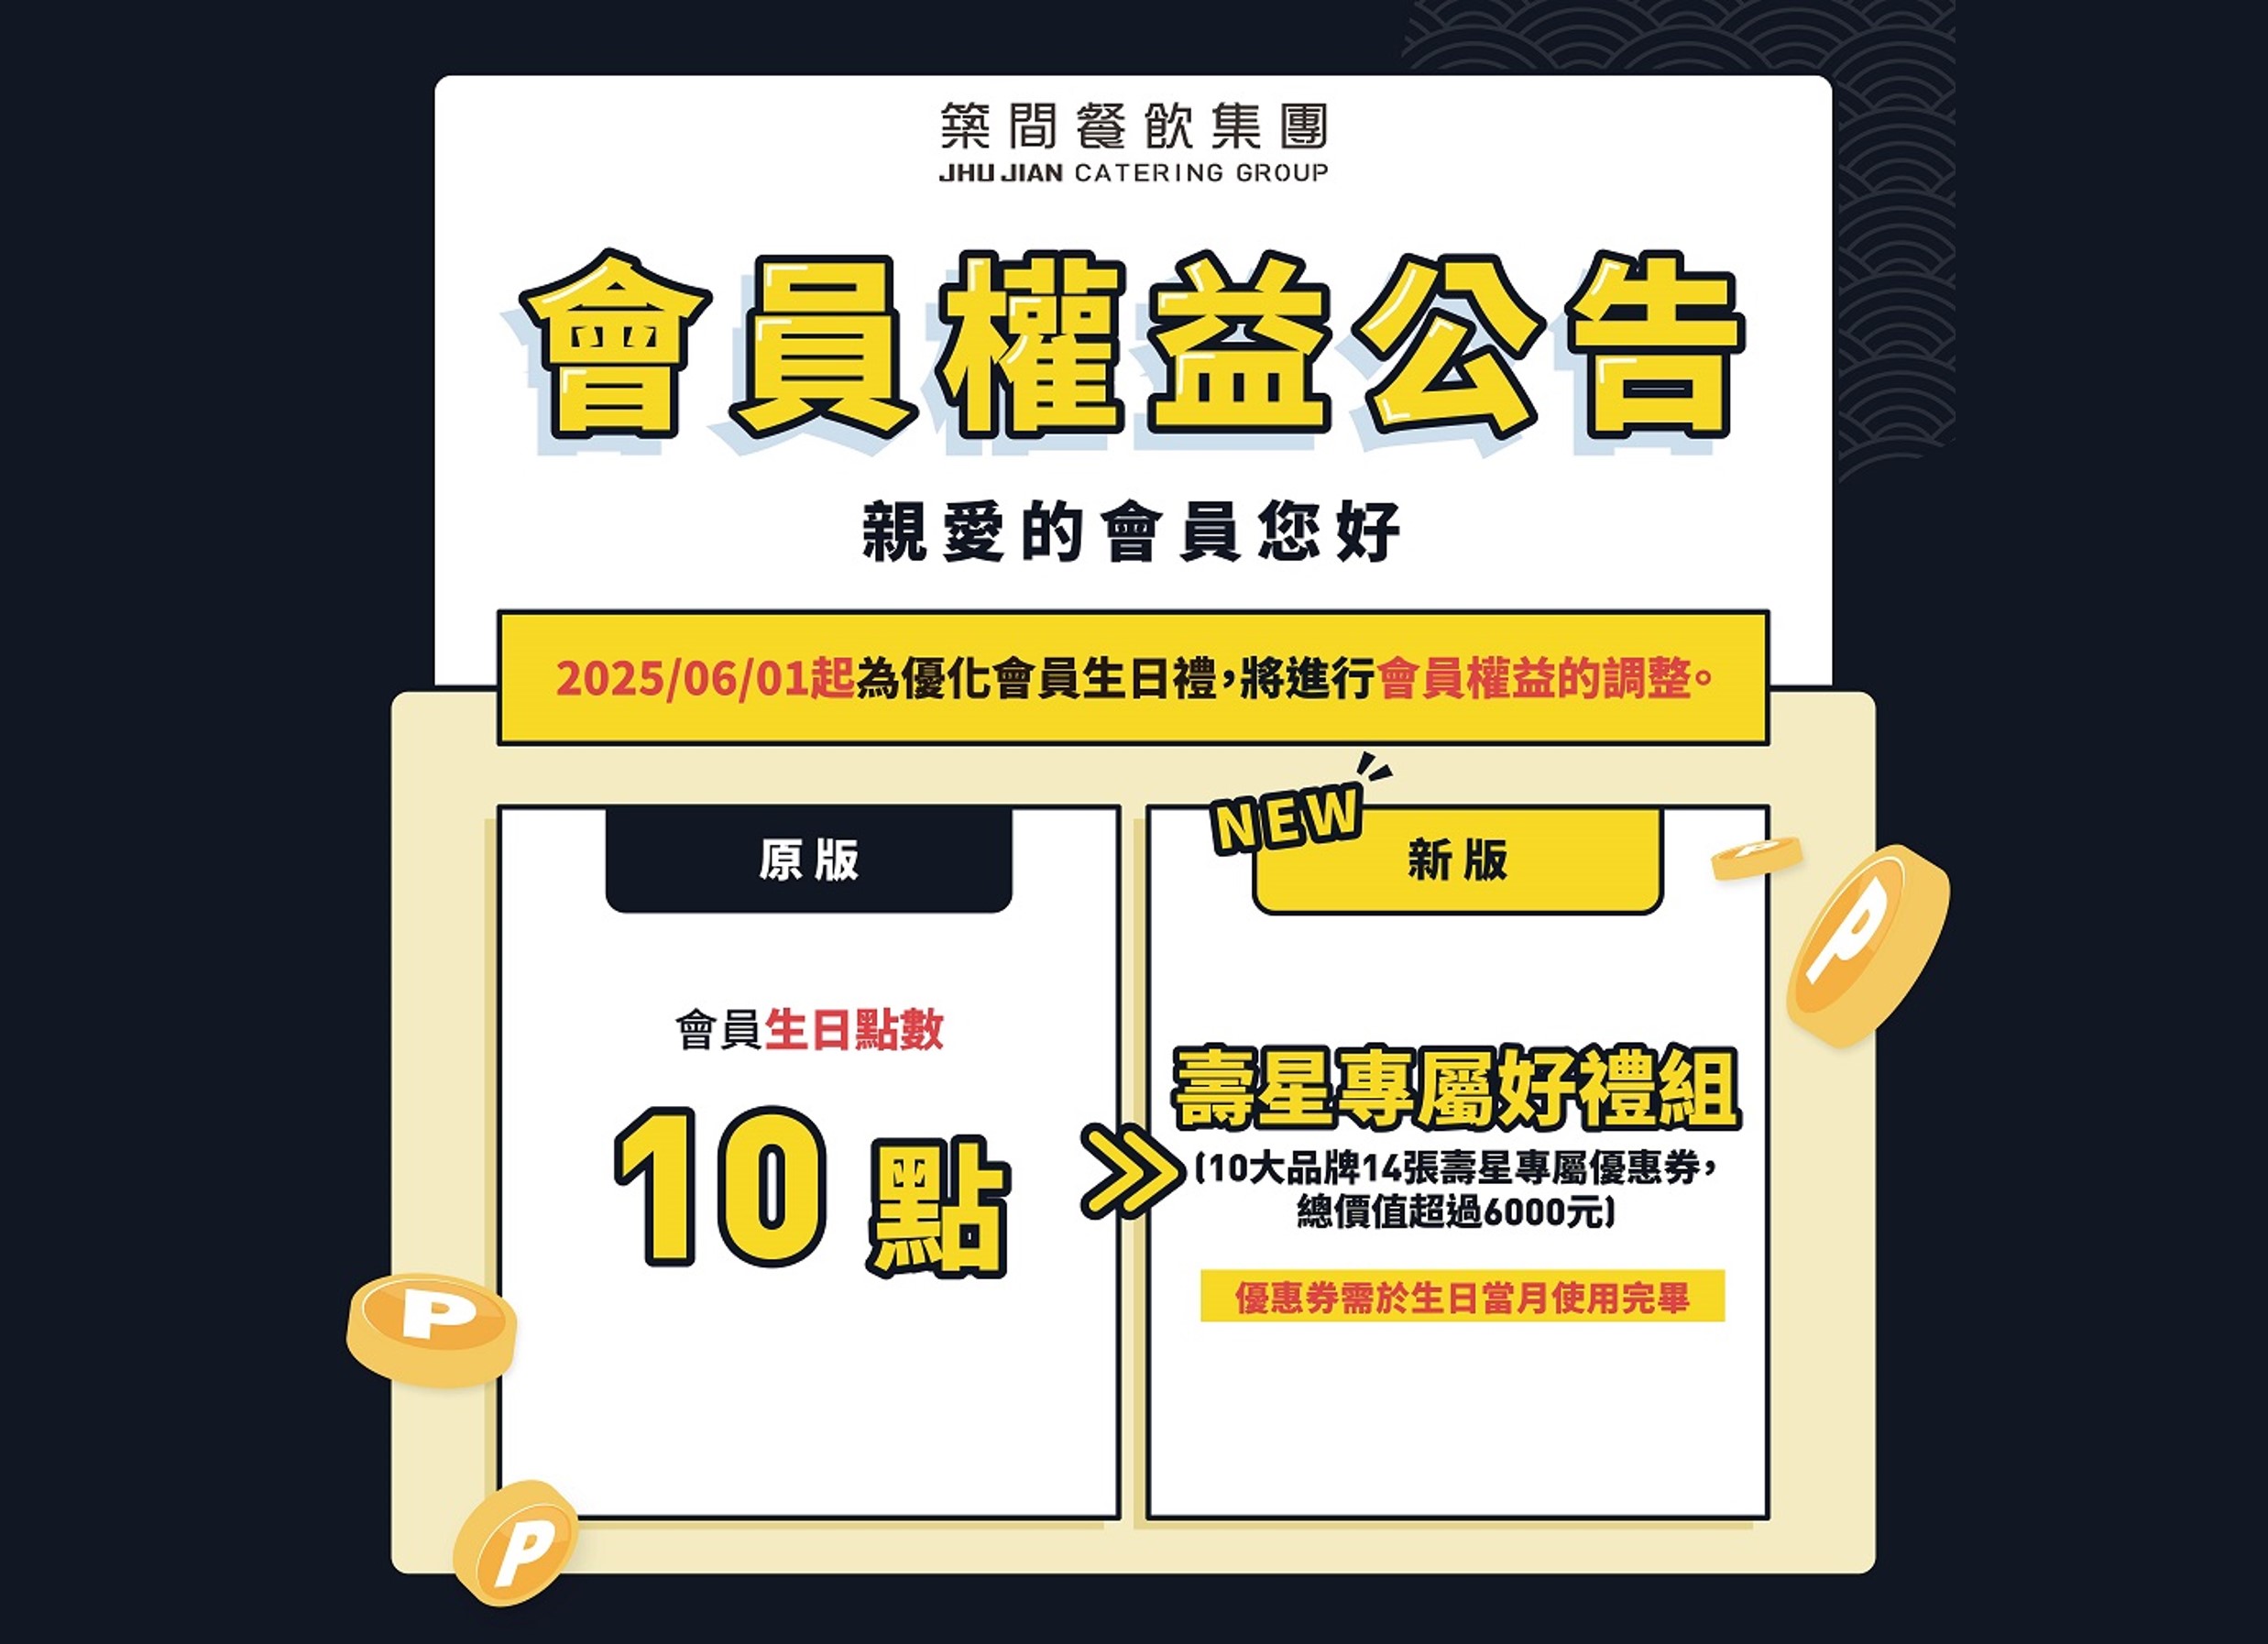 築間餐飲集團
JHU JIAN CATERING GROUP
會員權益公告
親愛的會員您好
2025/06/01起為優化會員生日禮，將進行會員權益的調整。
原版
會員生日點數
10點
NEW
新版
壽星專屬好禮組
(10大品牌14張壽星專屬優惠券，
總價值超過6000元)
優惠券需於生日當月使用完畢
P
P
P
P